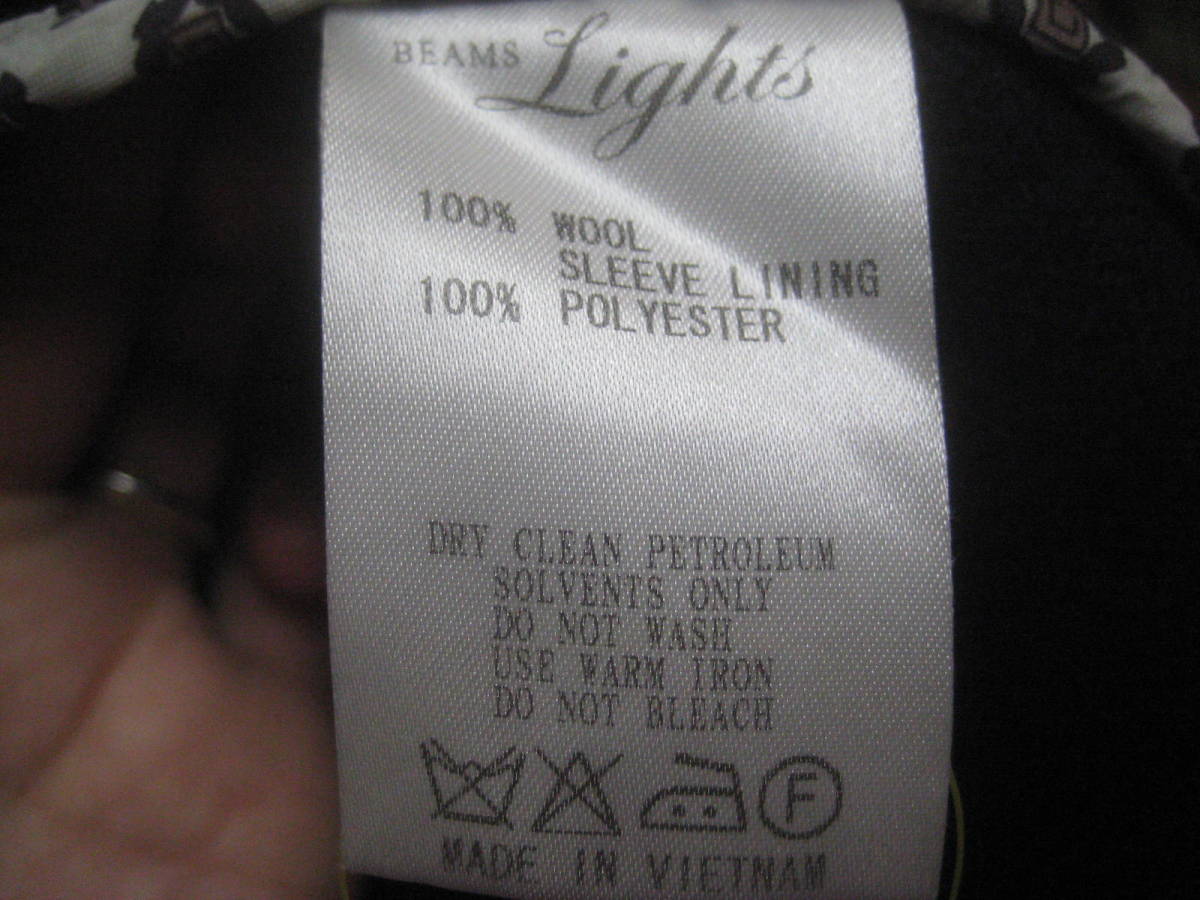 BEAMS Lights
100% WOOL
SLEEVE LINING
100% POLYESTER
DRY CLEAN PETROLEUM
SOLVENTS ONLY
DO NOT WASH
USE WARM IRON
DO NOT BLEACH
F
MADE IN VIETNAM